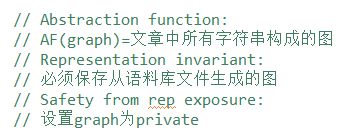 // Abstraction function:
// AF(graph)=文章中所有字符串构成的图
// Representation invariant:
// 必须保存从语料库文件生成的图
// Safety from rep exposure:
// 设置graph为private